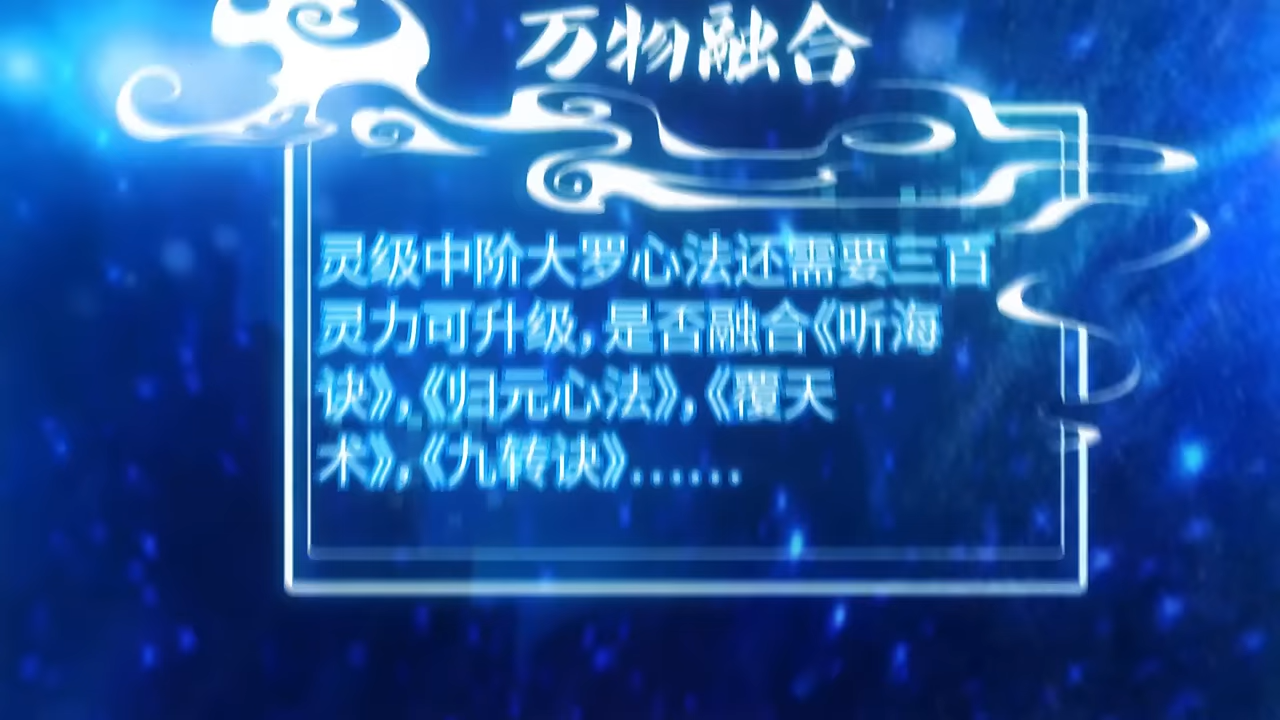 万物融合
灵级中阶大罗心法还需要三百
灵力可升级，是否融合《听海
诀》，《归元心法》，《覆天
术》，《九转诀》……